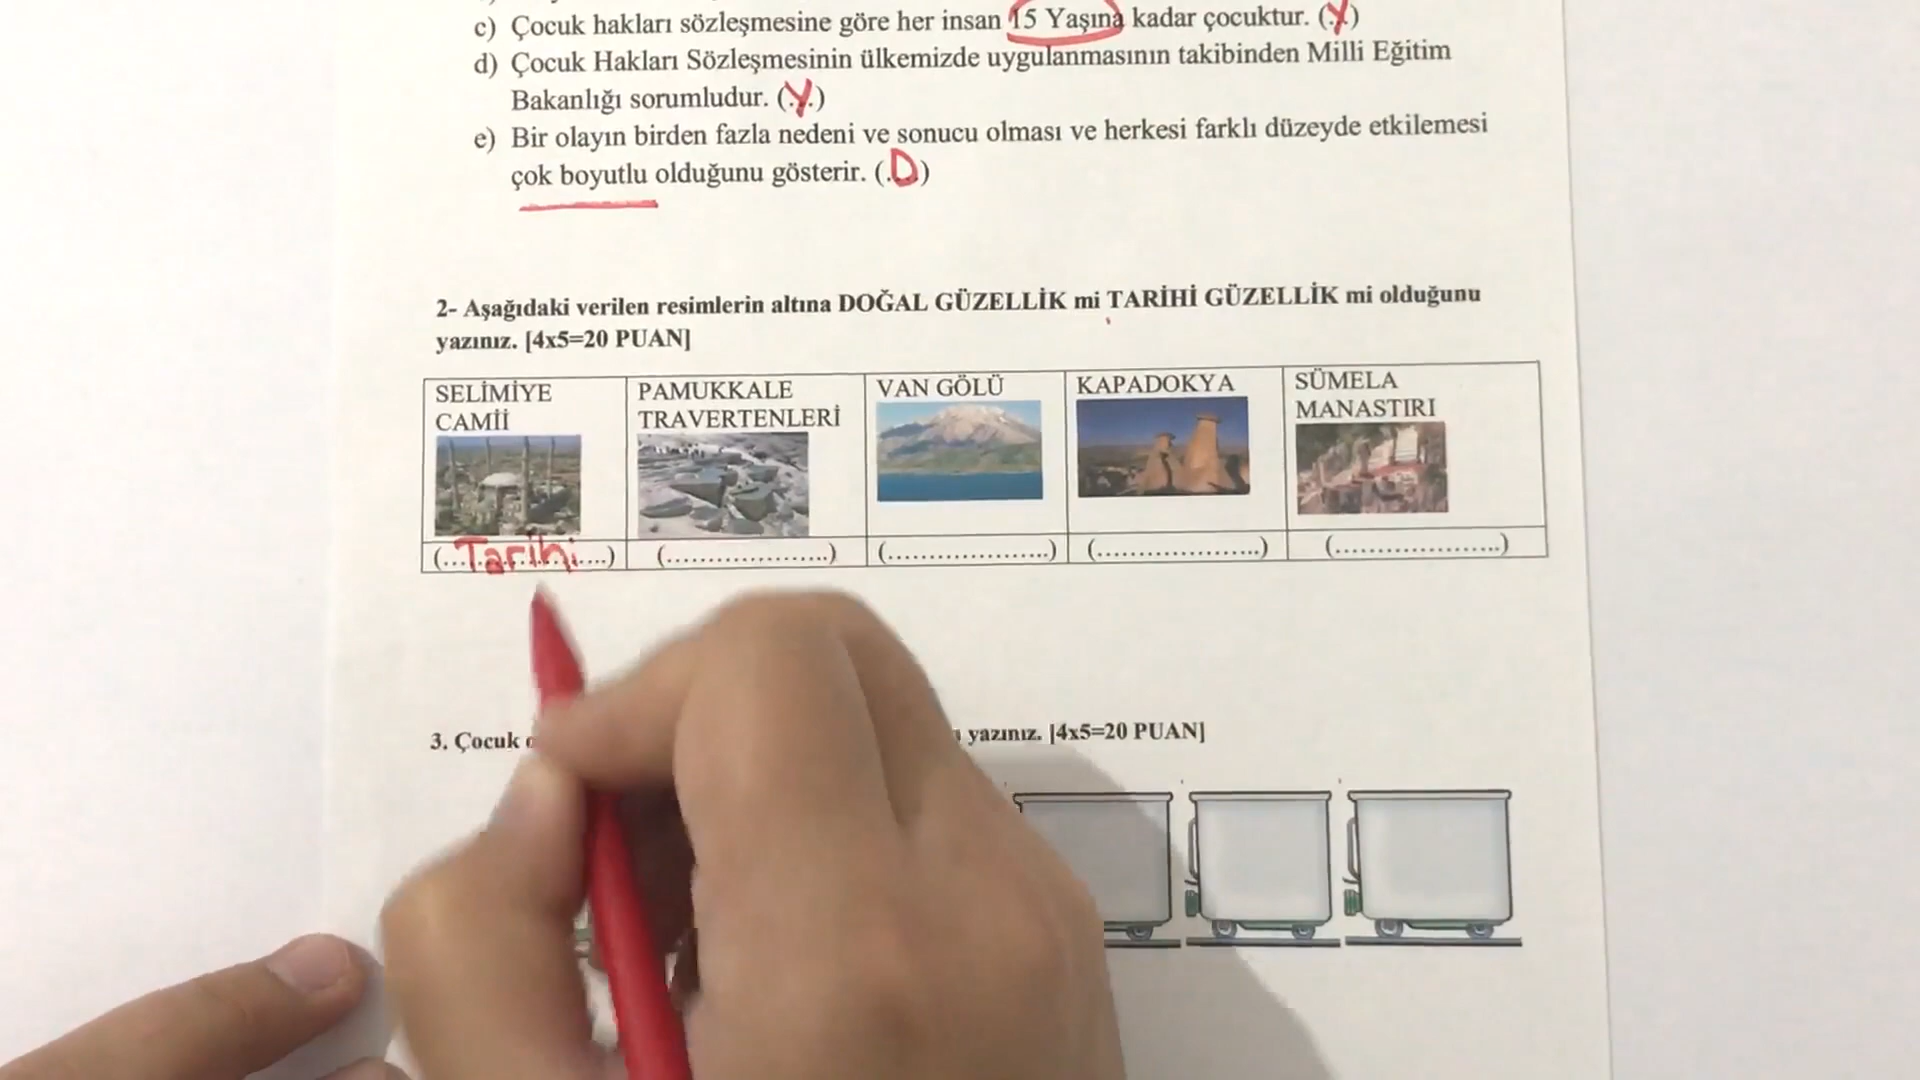 c) Çocuk hakları sözleşmesine göre her insan 15 Yaşına kadar çocuktur. (Y)
d) Çocuk Hakları Sözleşmesinin ülkemizde uygulanmasının takibinden Milli Eğitim
Bakanlığı sorumludur. (Y)
e) Bir olayın birden fazla nedeni ve sonucu olması ve herkesi farklı düzeyde etkilemesi
çok boyutlu olduğunu gösterir. (.D.)
2- Aşağıdaki verilen resimlerin altına DOĞAL GÜZELLİK mi TARİHİ GÜZELLİK mi olduğunu
yazınız. [4x5=20 PUAN]
SELİMİYE CAMİİ
PAMUKKALE TRAVERTENLERİ
VAN GÖLÜ
KAPADOKYA
SÜMELA MANASTIRI
(...Tarihi....) (....................) (....................) (....................) (....................)
3. Çocuk yazınız. [4x5=20 PUAN]